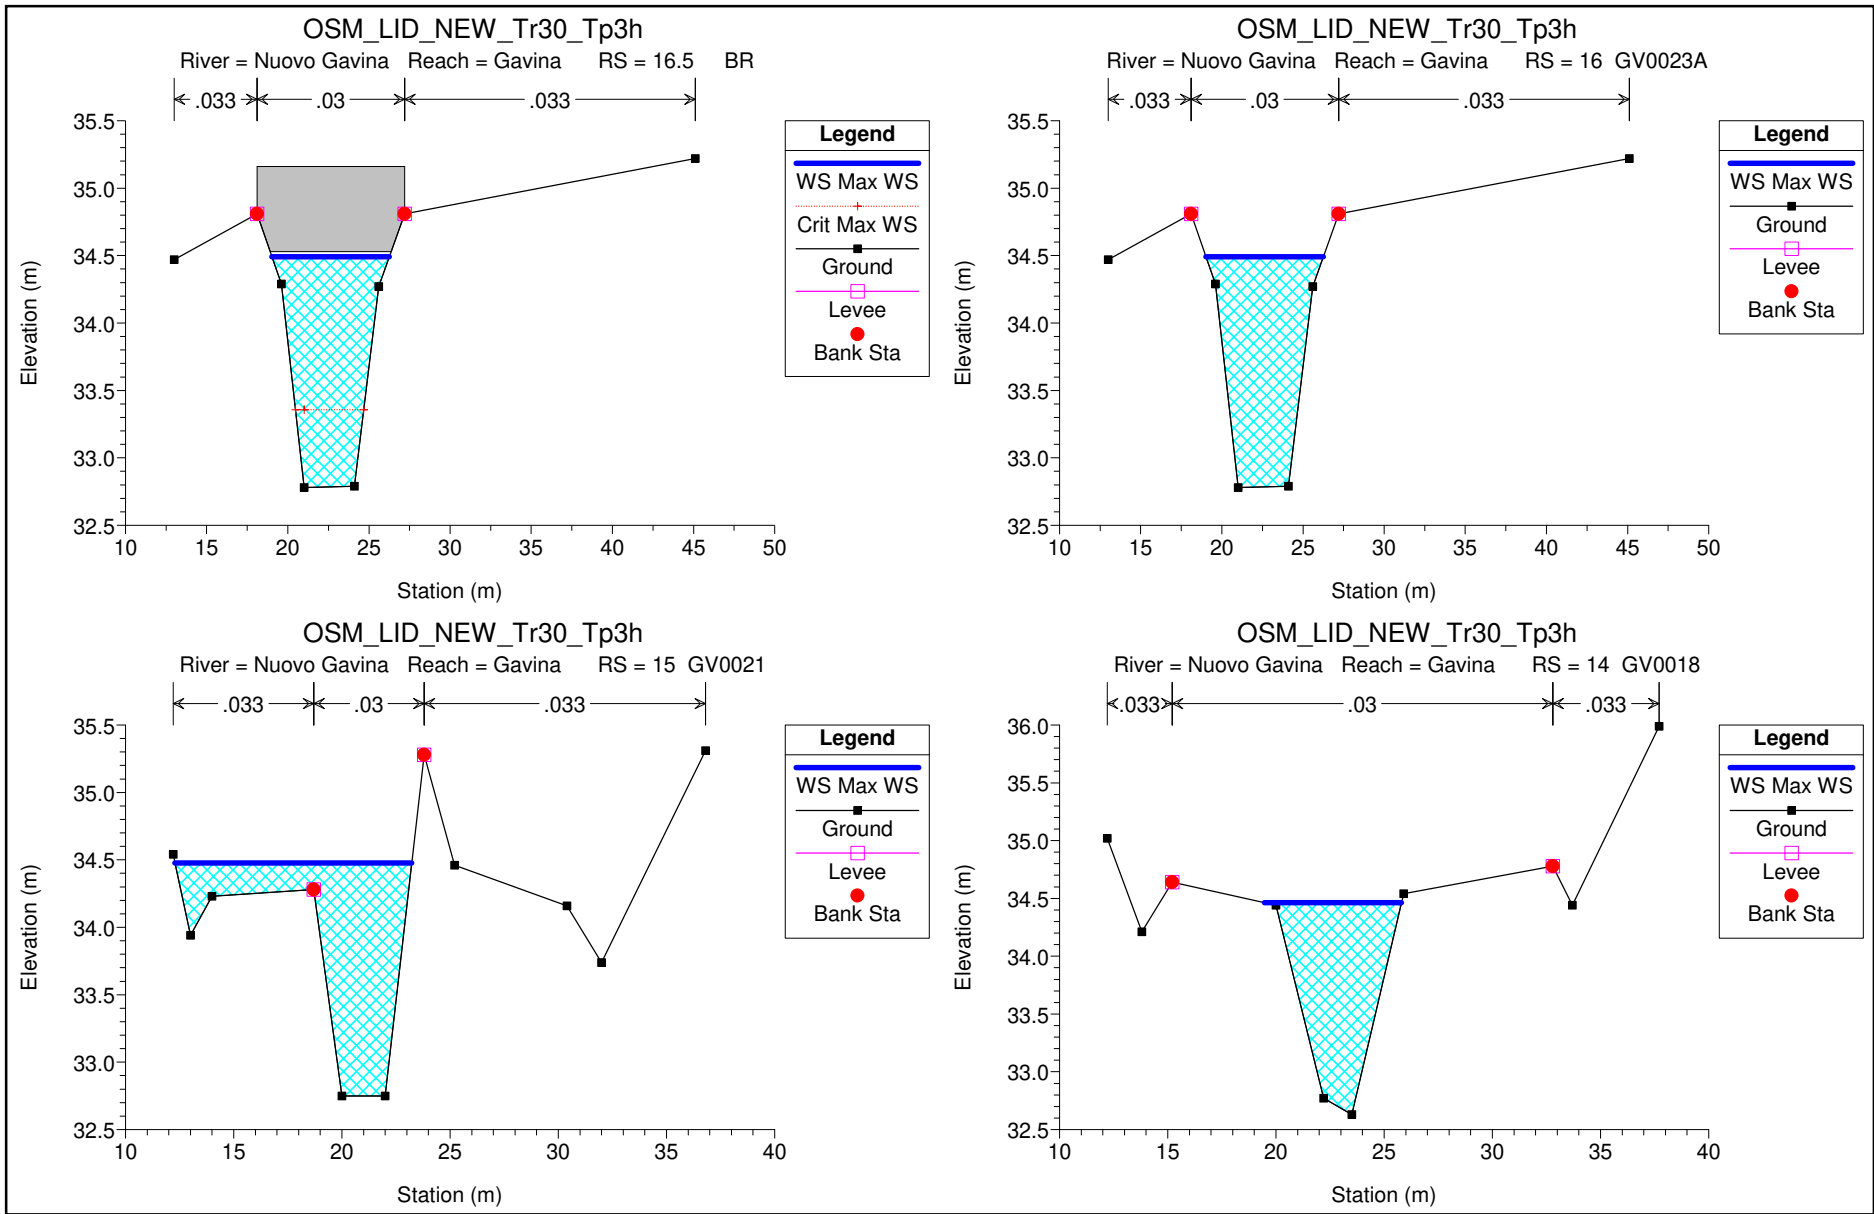 OSM_LID_NEW_Tr30_Tp3h
River = Nuovo Gavina Reach = Gavina RS = 16.5 BR
.033 .03 .033
35.5
35.0
34.5
34.0
33.5
33.0
32.5
Elevation (m)
10 15 20 25 30 35 40 45 50
Station (m)
Legend
WS Max WS
Crit Max WS
Ground
Levee
Bank Sta
OSM_LID_NEW_Tr30_Tp3h
River = Nuovo Gavina Reach = Gavina RS = 16 GV0023A
.033 .03 .033
35.5
35.0
34.5
34.0
33.5
33.0
32.5
Elevation (m)
10 15 20 25 30 35 40 45 50
Station (m)
Legend
WS Max WS
Ground
Levee
Bank Sta
OSM_LID_NEW_Tr30_Tp3h
River = Nuovo Gavina Reach = Gavina RS = 15 GV0021
.033 .03 .033
35.5
35.0
34.5
34.0
33.5
33.0
32.5
Elevation (m)
10 15 20 25 30 35 40
Station (m)
Legend
WS Max WS
Ground
Levee
Bank Sta
OSM_LID_NEW_Tr30_Tp3h
River = Nuovo Gavina Reach = Gavina RS = 14 GV0018
.033 .03 .033
36.0
35.5
35.0
34.5
34.0
33.5
33.0
32.5
Elevation (m)
10 15 20 25 30 35 40
Station (m)
Legend
WS Max WS
Ground
Levee
Bank Sta